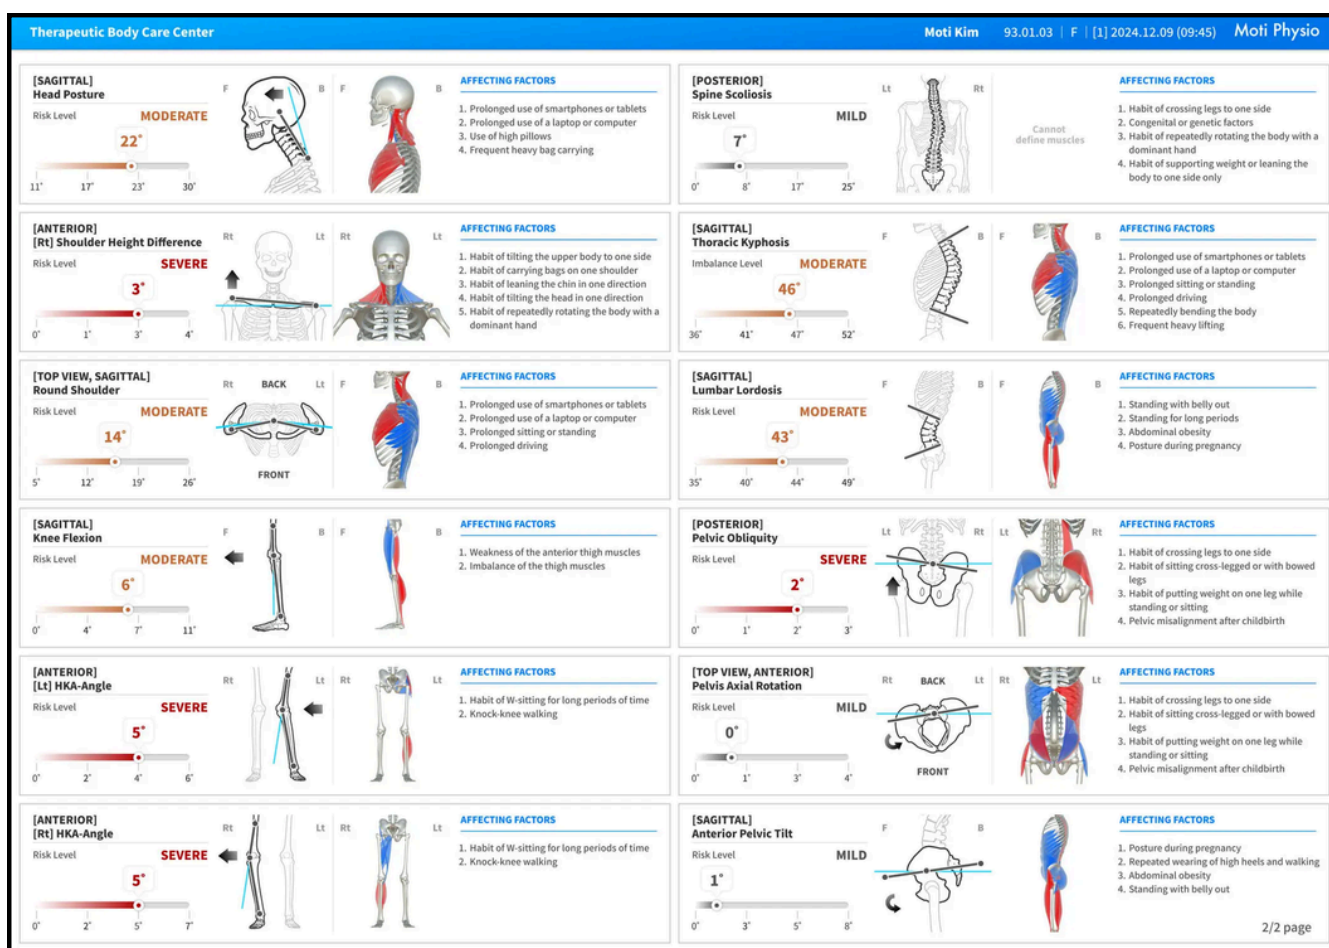 Therapeutic Body Care Center
Moti Kim 93.01.03 | F | [1] 2024.12.09 (09:45) Moti Physio
[SAGITTAL]
Head Posture
Risk Level MODERATE
22°
11° 17° 23° 30°
F B F B
AFFECTING FACTORS
1. Prolonged use of smartphones or tablets
2. Prolonged use of a laptop or computer
3. Use of high pillows
4. Frequent heavy bag carrying
[POSTERIOR]
Spine Scoliosis
Risk Level MILD
7°
0° 8° 17° 25°
Lt Rt
Cannot
define muscles
AFFECTING FACTORS
1. Habit of crossing legs to one side
2. Congenital or genetic factors
3. Habit of repeatedly rotating the body with a
dominant hand
4. Habit of supporting weight or leaning the
body to one side only
[ANTERIOR]
[Rt] Shoulder Height Difference
Risk Level SEVERE
3°
0° 1° 3° 4°
Rt Lt Rt Lt
AFFECTING FACTORS
1. Habit of tilting the upper body to one side
2. Habit of carrying bags on one shoulder
3. Habit of leaning the chin in one direction
4. Habit of tilting the head in one direction
5. Habit of repeatedly rotating the body with a
dominant hand
[SAGITTAL]
Thoracic Kyphosis
Imbalance Level MODERATE
46°
36° 41° 47° 52°
F B F B
AFFECTING FACTORS
1. Prolonged use of smartphones or tablets
2. Prolonged use of a laptop or computer
3. Prolonged sitting or standing
4. Prolonged driving
5. Repeatedly bending the body
6. Frequent heavy lifting
[TOP VIEW, SAGITTAL]
Round Shoulder
Risk Level MODERATE
14°
5° 12° 19° 26°
Rt BACK Lt F B
FRONT
AFFECTING FACTORS
1. Prolonged use of smartphones or tablets
2. Prolonged use of a laptop or computer
3. Prolonged sitting or standing
4. Prolonged driving
[SAGITTAL]
Lumbar Lordosis
Risk Level MODERATE
43°
35° 40° 44° 49°
F B F B
AFFECTING FACTORS
1. Standing with belly out
2. Standing for long periods
3. Abdominal obesity
4. Posture during pregnancy
[SAGITTAL]
Knee Flexion
Risk Level MODERATE
6°
0° 4° 7° 11°
F B F B
AFFECTING FACTORS
1. Weakness of the anterior thigh muscles
2. Imbalance of the thigh muscles
[POSTERIOR]
Pelvic Obliquity
Risk Level SEVERE
2°
0° 1° 2° 3°
Lt Rt Lt Rt
AFFECTING FACTORS
1. Habit of crossing legs to one side
2. Habit of sitting cross-legged or with bowed
legs
3. Habit of putting weight on one leg while
standing or sitting
4. Pelvic misalignment after childbirth
[ANTERIOR]
[Lt] HKA-Angle
Risk Level SEVERE
5°
0° 2° 4° 6°
Rt Lt Rt Lt
AFFECTING FACTORS
1. Habit of W-sitting for long periods of time
2. Knock-knee walking
[TOP VIEW, ANTERIOR]
Pelvis Axial Rotation
Risk Level MILD
0°
0° 1° 3° 4°
Rt BACK Lt Rt Lt
FRONT
AFFECTING FACTORS
1. Habit of crossing legs to one side
2. Habit of sitting cross-legged or with bowed
legs
3. Habit of putting weight on one leg while
standing or sitting
4. Pelvic misalignment after childbirth
[ANTERIOR]
[Rt] HKA-Angle
Risk Level SEVERE
5°
0° 2° 5° 7°
Rt Lt Rt Lt
AFFECTING FACTORS
1. Habit of W-sitting for long periods of time
2. Knock-knee walking
[SAGITTAL]
Anterior Pelvic Tilt
Risk Level MILD
1°
0° 3° 5° 8°
F B F B
AFFECTING FACTORS
1. Posture during pregnancy
2. Repeated wearing of high heels and walking
3. Abdominal obesity
4. Standing with belly out
2/2 page